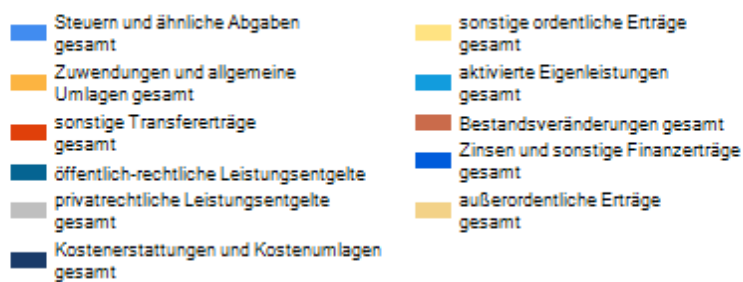 Steuern und ähnliche Abgaben
gesamt
Zuwendungen und allgemeine
Umlagen gesamt
sonstige Transfererträge
gesamt
öffentlich-rechtliche Leistungsentgelte
privatrechtliche Leistungsentgelte
gesamt
Kostenerstattungen und Kostenumlagen
gesamt
sonstige ordentliche Erträge
gesamt
aktivierte Eigenleistungen
gesamt
Bestandsveränderungen gesamt
Zinsen und sonstige Finanzerträge
gesamt
außerordentliche Erträge
gesamt